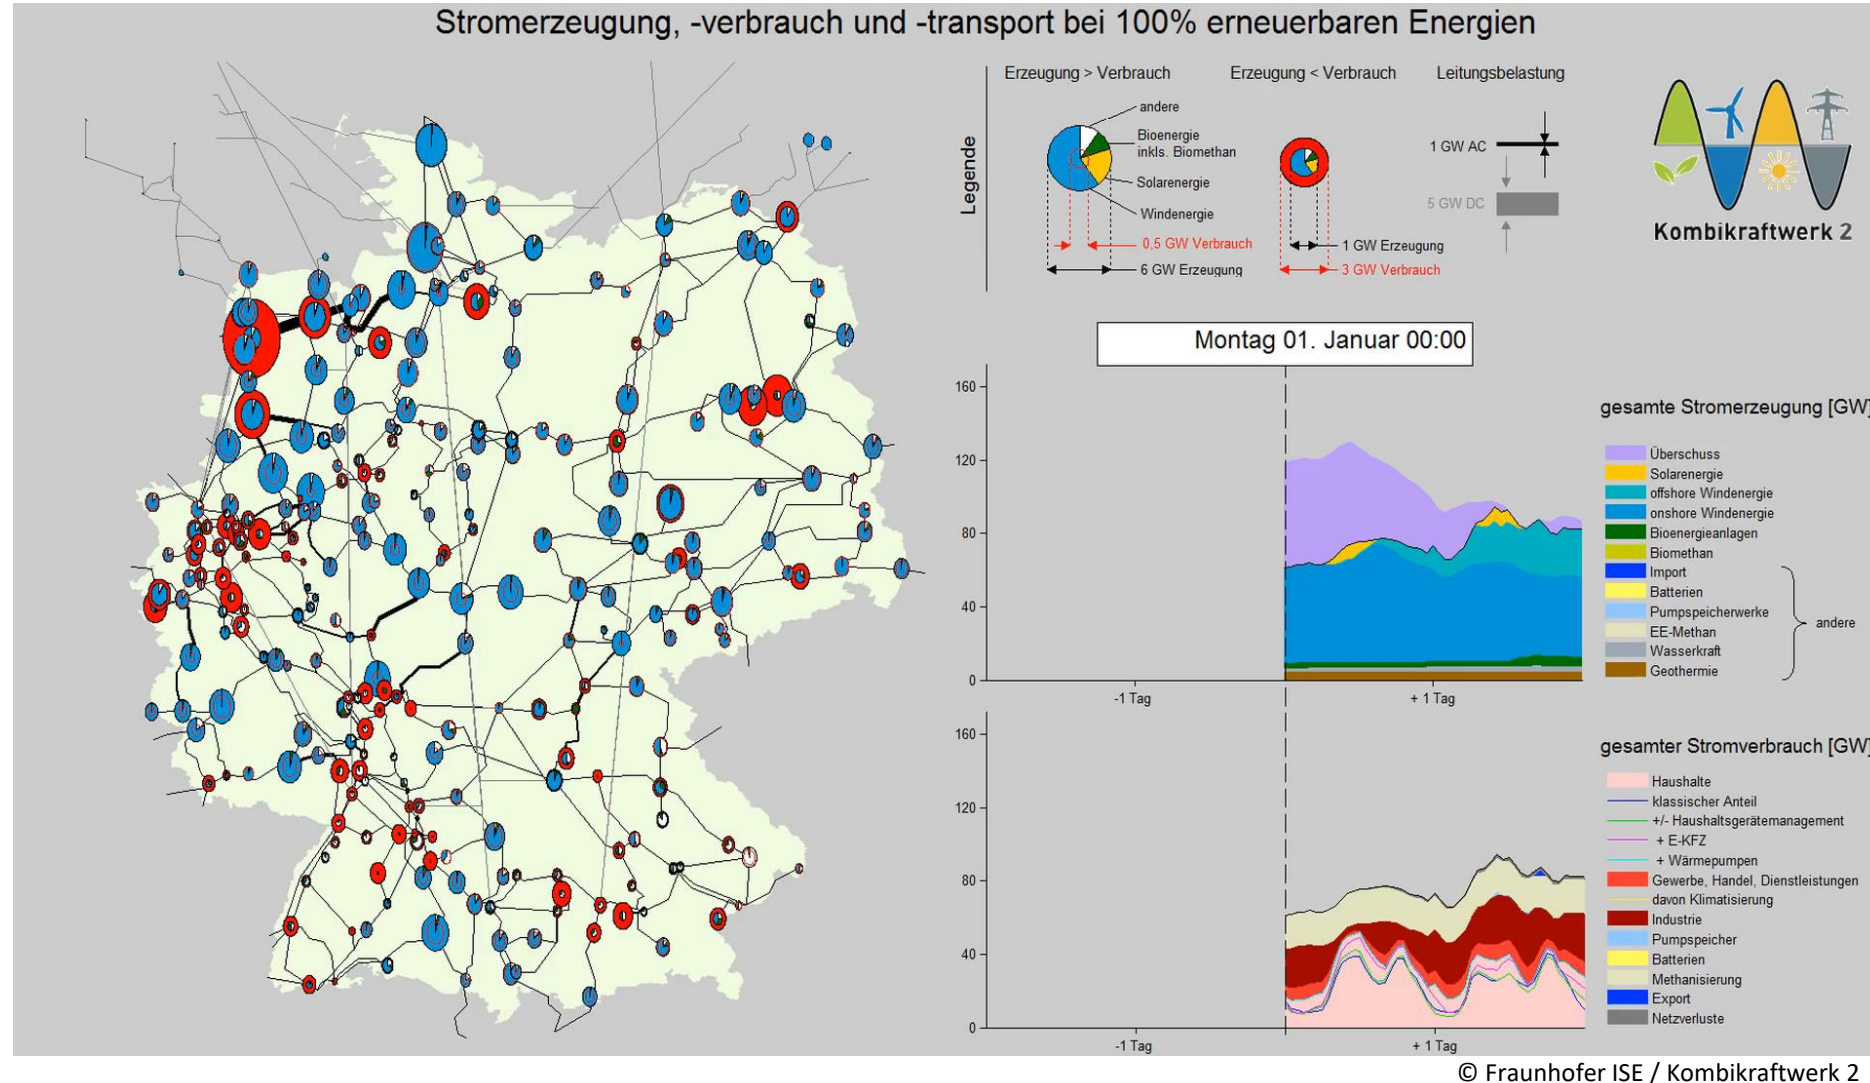 Stromerzeugung, -verbrauch und -transport bei 100% erneuerbaren Energien
Legende
Erzeugung > Verbrauch
andere
Bioenergie
inkls. Biomethan
Solarenergie
Windenergie
0,5 GW Verbrauch
6 GW Erzeugung
Erzeugung < Verbrauch
1 GW Erzeugung
3 GW Verbrauch
Leitungsbelastung
1 GW AC
5 GW DC
Kombikraftwerk 2
Montag 01. Januar 00:00
160
120
80
40
0
-1 Tag
+ 1 Tag
gesamte Stromerzeugung [GW]
Überschuss
Solarenergie
offshore Windenergie
onshore Windenergie
Bioenergieanlagen
Biomethan
Import
Batterien
Pumpspeicherwerke
EE-Methan
Wasserkraft
Geothermie
andere
160
120
80
40
0
-1 Tag
+ 1 Tag
gesamter Stromverbrauch [GW]
Haushalte
klassischer Anteil
+/- Haushaltsgerätemanagement
+ E-KFZ
+ Wärmepumpen
Gewerbe, Handel, Dienstleistungen
davon Klimatisierung
Industrie
Pumpspeicher
Batterien
Methanisierung
Export
Netzverluste
© Fraunhofer ISE / Kombikraftwerk 2